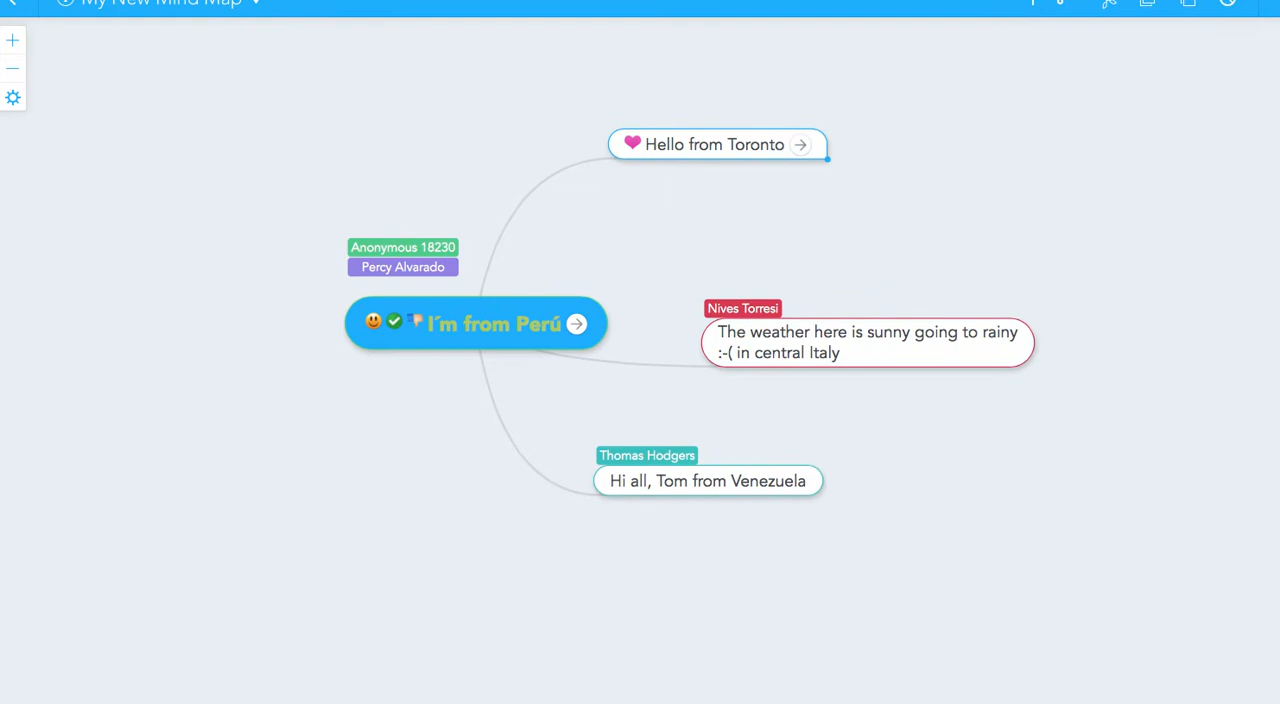 My New Mind Map
Hello from Toronto
Anonymous 18230
Percy Alvarado
I´m from Perú
Nives Torresi
The weather here is sunny going to rainy
:-( in central Italy
Thomas Hodgers
Hi all, Tom from Venezuela